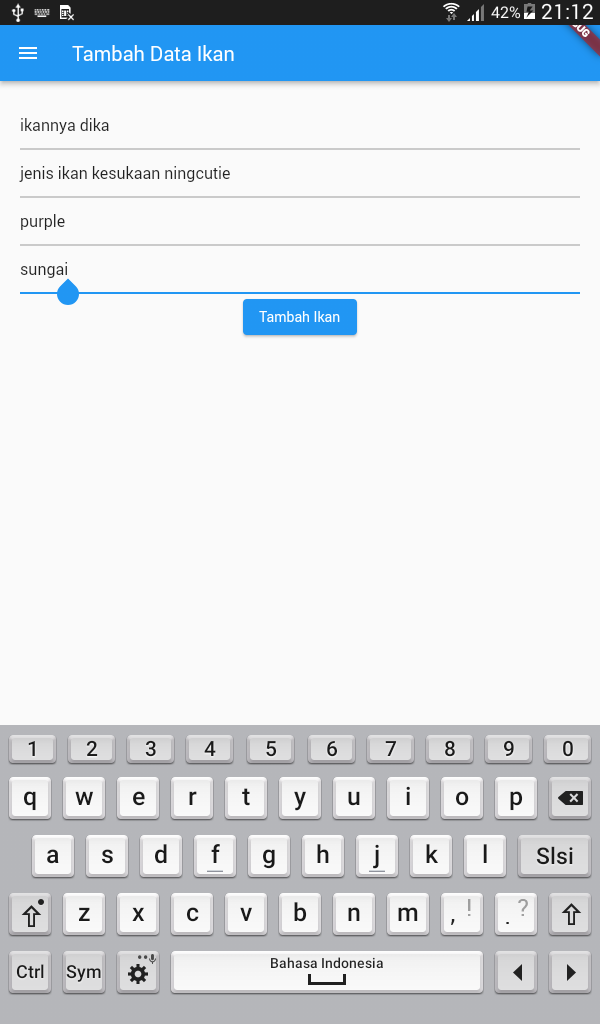 42% 21:12
Tambah Data Ikan
ikannya dika
jenis ikan kesukaan ningcutie
purple
sungai
Tambah Ikan
1 2 3 4 5 6 7 8 9 0
q w e r t y u i o p
a s d f g h j k l Slsi
z x c v b n m , ! . ?
Ctrl Sym Bahasa Indonesia